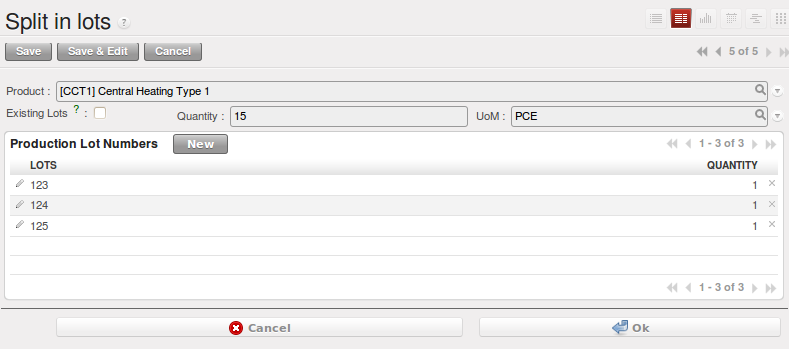 Split in lots ?
Save Save & Edit Cancel 5 of 5
Product : [CCT1] Central Heating Type 1
Existing Lots ? : Quantity : 15 UoM : PCE
Production Lot Numbers New 1 - 3 of 3
LOTS QUANTITY
123 1
124 1
125 1
1 - 3 of 3
Cancel Ok